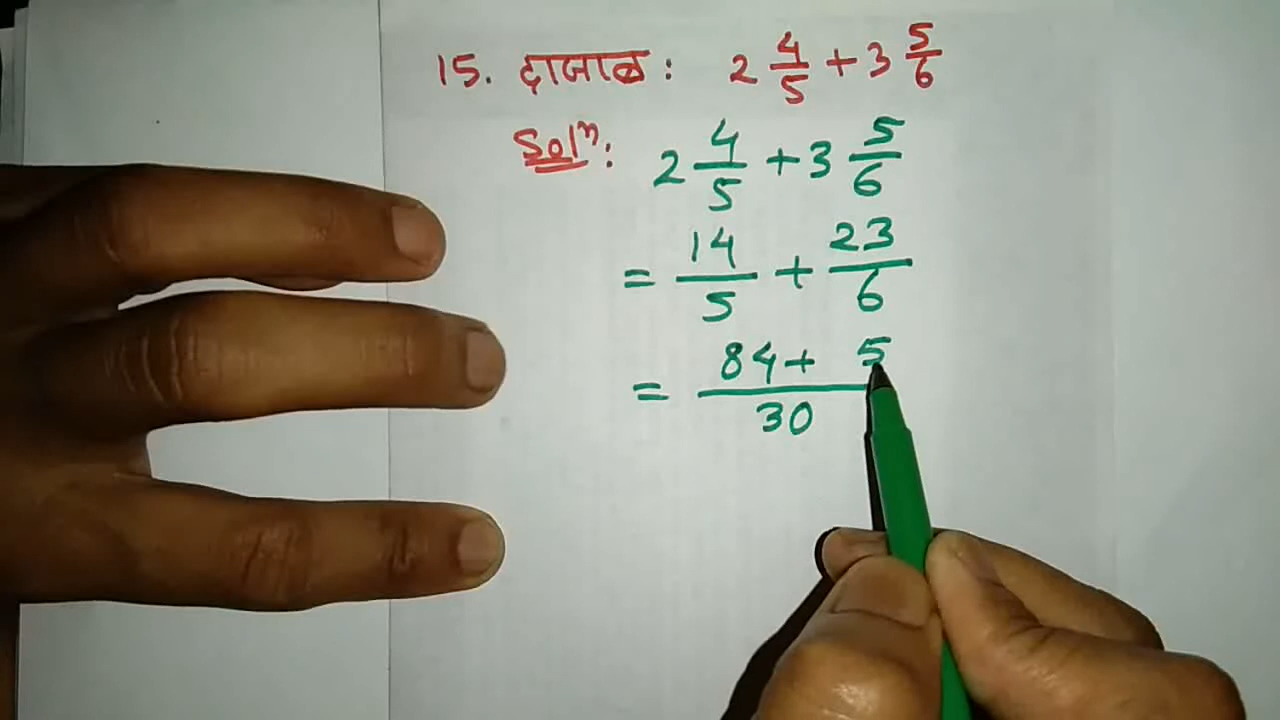 15. दाजाब : 2 4/5 + 3 5/6
Solⁿ: 2 4/5 + 3 5/6
= 14/5 + 23/6
= 84 + 5/30